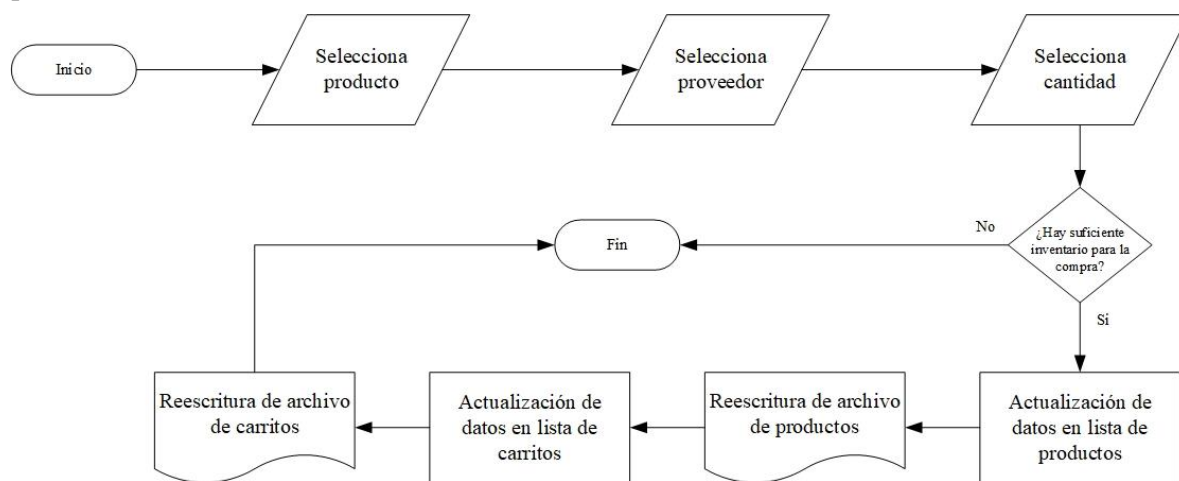 Inicio
Selecciona
producto
Selecciona
proveedor
Selecciona
cantidad
¿Hay suficiente
inventario para la
compra?
No
Fin
Si
Actualización de
datos en lista de
productos
Reescritura de archivo
de productos
Actualización de
datos en lista de
carritos
Reescritura de archivo
de carritos